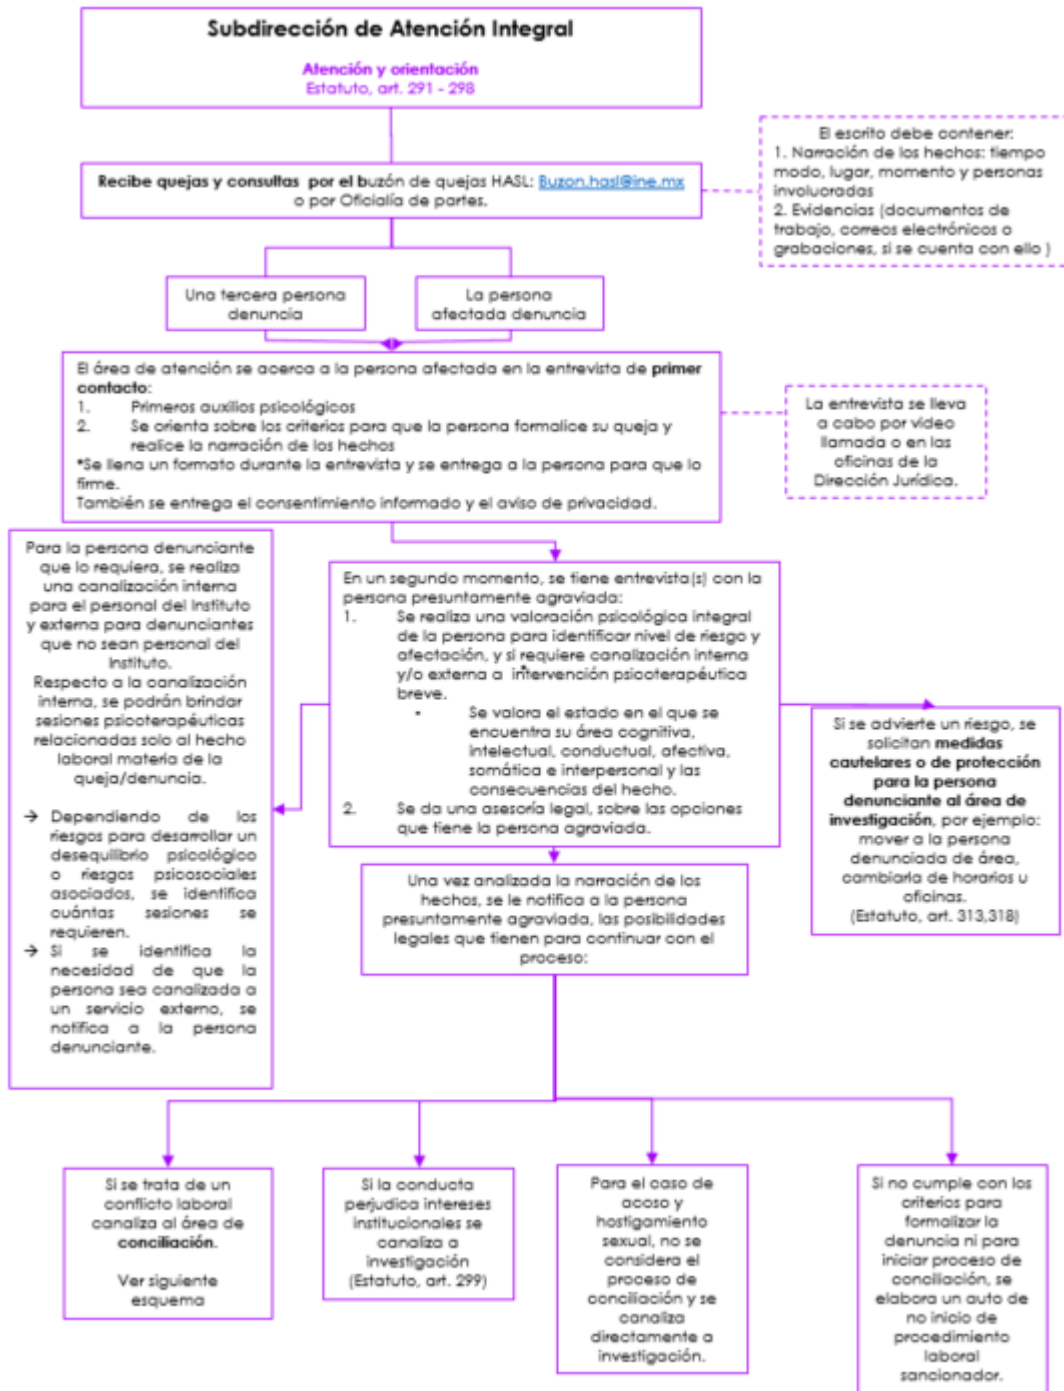 Subdirección de Atención Integral
Atención y orientación
Estatuto, art. 291 - 298
El escrito debe contener:
1. Narración de los hechos: tiempo
modo, lugar, momento y personas
involucradas
2. Evidencias (documentos de
trabajo, correos electrónicos o
grabaciones, si se cuenta con ello )
Recibe quejas y consultas por el buzón de quejas HASL: Buzon.hasl@ine.mx
o por Oficialía de partes.
Una tercera persona
denuncia
La persona
afectada denuncia
El área de atención se acerca a la persona afectada en la entrevista de primer
contacto:
1. Primeros auxilios psicológicos
2. Se orienta sobre los criterios para que la persona formalice su queja y
realice la narración de los hechos
*Se llena un formato durante la entrevista y se entrega a la persona para que lo
firme.
También se entrega el consentimiento informado y el aviso de privacidad.
La entrevista se lleva
a cabo por video
llamada o en las
oficinas de la
Dirección Jurídica.
Para la persona denunciante
que lo requiera, se realiza
una canalización interna
para el personal del Instituto
y externa para denunciantes
que no sean personal del
Instituto.
Respecto a la canalización
interna, se podrán brindar
sesiones psicoterapéuticas
relacionadas solo al hecho
laboral materia de la
queja/denuncia.
→ Dependiendo de los
riesgos para desarrollar un
desequilibrio psicológico
o riesgos psicosociales
asociados, se identifica
cuántas sesiones se
requieren.
→ Si se identifica la
necesidad de que la
persona sea canalizada a
un servicio externo, se
notifica a la persona
denunciante.
En un segundo momento, se tiene entrevista(s) con la
persona presuntamente agraviada:
1. Se realiza una valoración psicológica integral
de la persona para identificar nivel de riesgo y
afectación, y si requiere canalización interna
y/o externa a intervención psicoterapéutica
breve.
▪ Se valora el estado en el que se
encuentra su área cognitiva,
intelectual, conductual, afectiva,
somática e interpersonal y las
consecuencias del hecho.
2. Se da una asesoría legal, sobre las opciones
que tiene la persona agraviada.
Si se advierte un riesgo, se
solicitan medidas
cautelares o de protección
para la persona
denunciante al área de
investigación, por ejemplo:
mover a la persona
denunciada de área,
cambiarla de horarios u
oficinas.
(Estatuto, art. 313,318)
Una vez analizada la narración de los
hechos, se le notifica a la persona
presuntamente agraviada, las posibilidades
legales que tienen para continuar con el
proceso:
Si se trata de un
conflicto laboral
canaliza al área de
conciliación.
Ver siguiente
esquema
Si la conducta
perjudica intereses
institucionales se
canaliza a
investigación
(Estatuto, art. 299)
Para el caso de
acoso y
hostigamiento
sexual, no se
considera el
proceso de
conciliación y se
canaliza
directamente a
investigación.
Si no cumple con los
criterios para
formalizar la
denuncia ni para
iniciar proceso de
conciliación, se
elabora un auto de
no inicio de
procedimiento
laboral
sancionador.